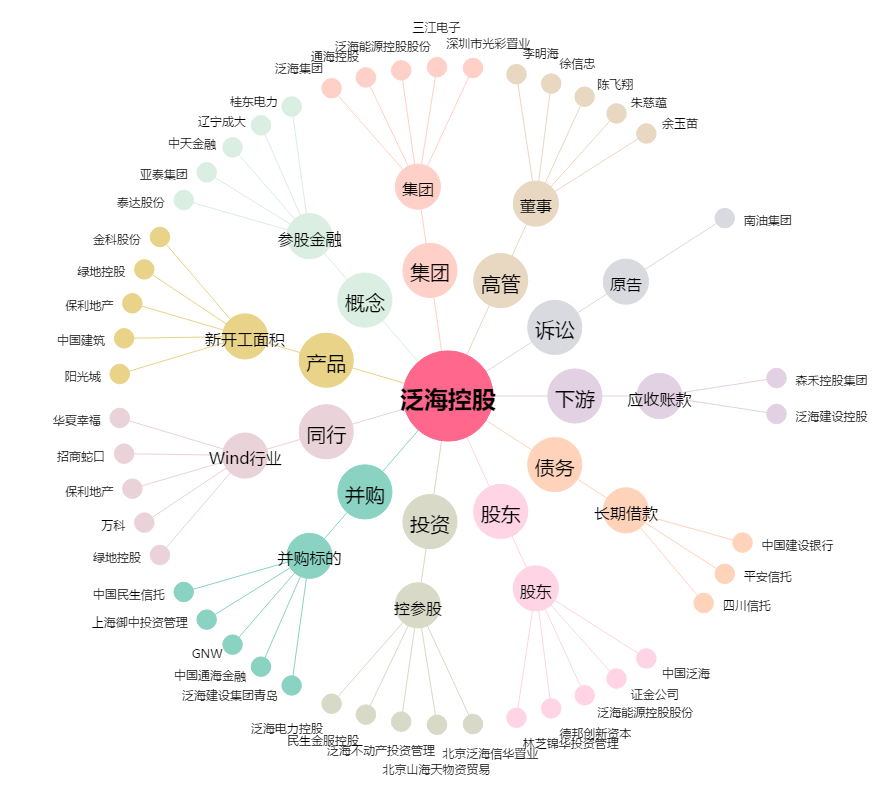 三江电子
泛海能源控股股份
深圳市光彩置业
通海控股
泛海集团
李明海
徐信忠
陈飞翔
朱慈蕴
余玉苗
桂东电力
辽宁成大
中天金融
亚泰集团
泰达股份
集团
董事
南油集团
参股金融
金科股份
绿地控股
保利地产
中国建筑
阳光城
集团
高管
原告
概念
诉讼
新开工面积
产品
泛海控股
下游
应收账款
森禾控股集团
泛海建设控股
华夏幸福
招商蛇口
保利地产
万科
绿地控股
同行
Wind行业
债务
并购
投资
股东
长期借款
中国建设银行
平安信托
四川信托
并购标的
中国民生信托
上海御中投资管理
GNW
中国通海金融
泛海建设集团青岛
控参股
股东
中国泛海
证金公司
泛海能源控股股份
德邦创新资本
林芝锦华投资管理
泛海电力控股
民生金服控股
泛海不动产投资管理
北京山海天物资贸易
北京泛海信华置业